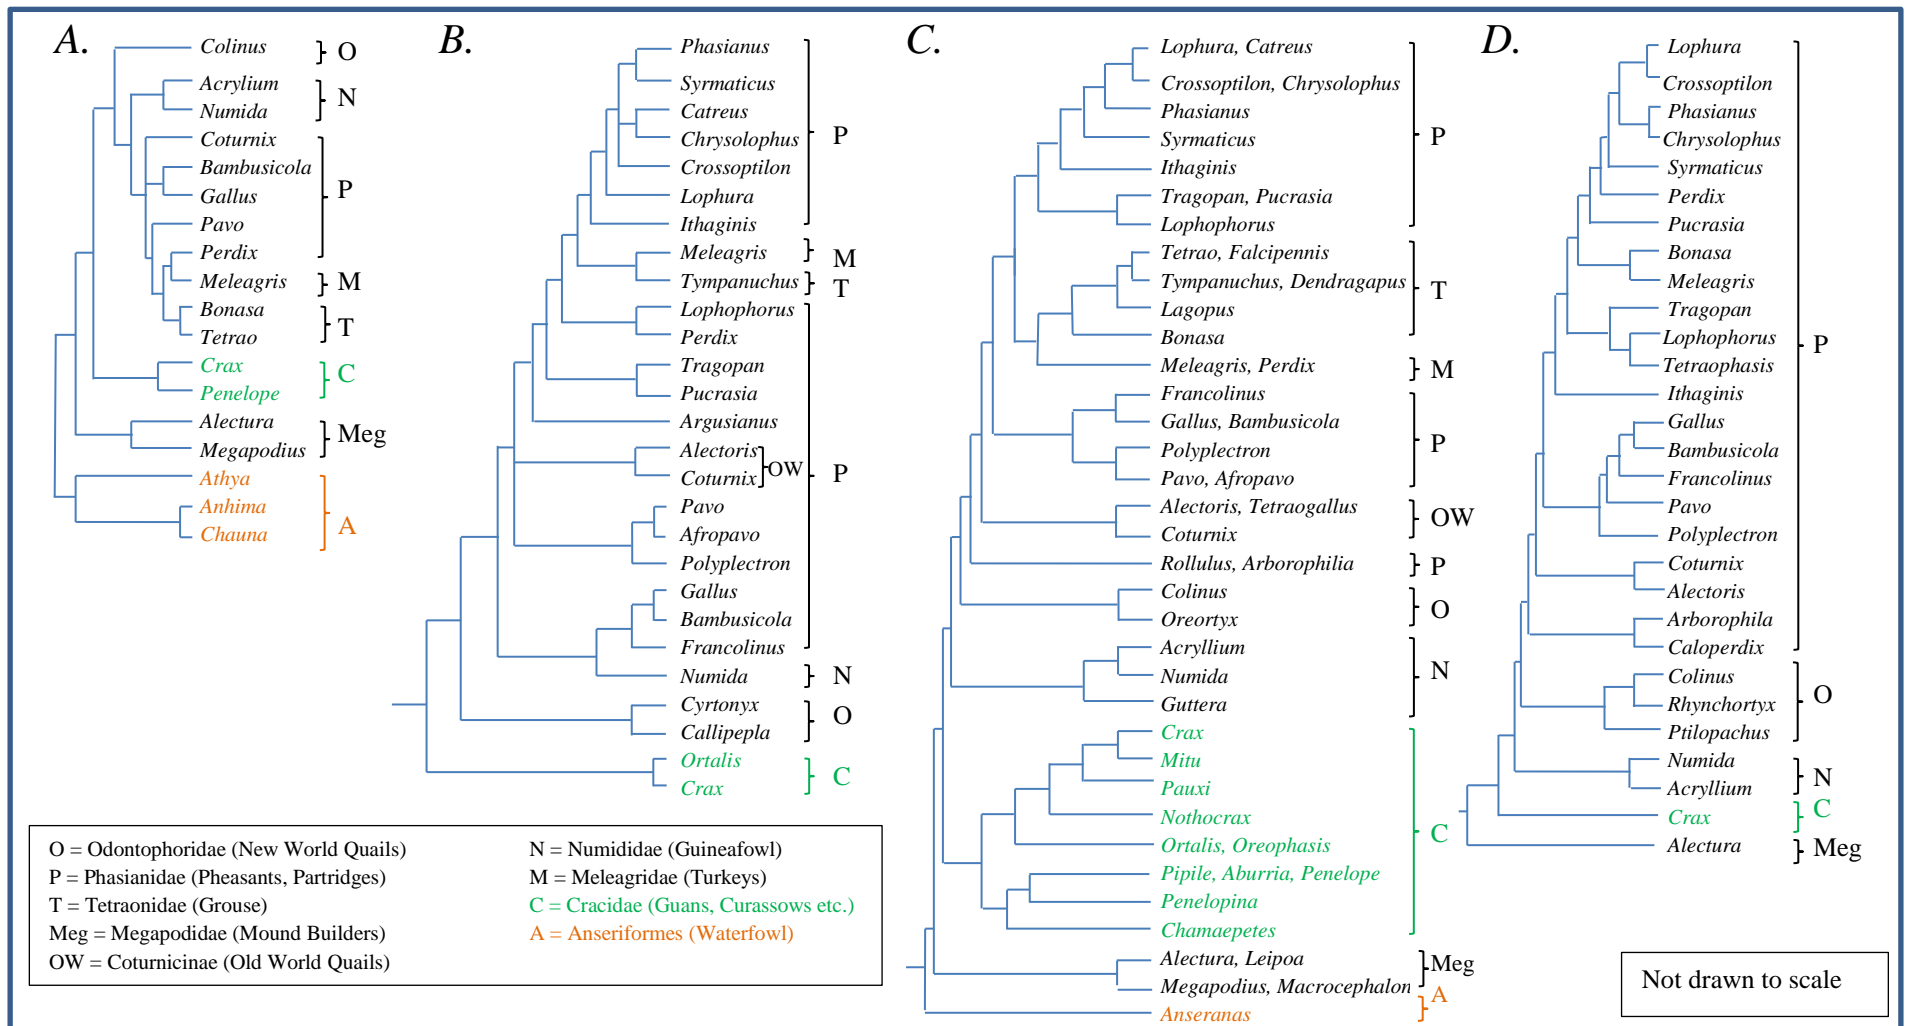 A.
Colinus
O
Acrylium
Numida
N
Coturnix
Bambusicola
Gallus
Pavo
Perdix
P
Meleagris
M
Bonasa
Tetrao
T
Crax
Penelope
C
Alectura
Megapodius
Meg
Athya
Anhima
Chauna
A
B.
Phasianus
Syrmaticus
Catreus
Chrysolophus
Crossoptilon
Lophura
Ithaginis
P
Meleagris
M
Tympanuchus
T
Lophophorus
Perdix
Tragopan
Pucrasia
Argusianus
Alectoris
Coturnix
OW
Pavo
Afropavo
Polyplectron
Gallus
Bambusicola
Francolinus
P
Numida
N
Cyrtonyx
Callipepla
O
Ortalis
Crax
C
C.
Lophura, Catreus
Crossoptilon, Chrysolophus
Phasianus
Syrmaticus
Ithaginis
Tragopan, Pucrasia
Lophophorus
P
Tetrao, Falcipennis
Tympanuchus, Dendragapus
Lagopus
Bonasa
T
Meleagris, Perdix
M
Francolinus
Gallus, Bambusicola
Polyplectron
Pavo, Afropavo
P
Alectoris, Tetraogallus
Coturnix
OW
Rollulus, Arborophilia
P
Colinus
Oreortyx
O
Acryllium
Numida
Guttera
N
Crax
Mitu
Pauxi
Nothocrax
Ortalis, Oreophasis
Pipile, Aburria, Penelope
Penelopina
Chamaepetes
C
Alectura, Leipoa
Megapodius, Macrocephalon
Meg
Anseranas
A
D.
Lophura
Crossoptilon
Phasianus
Chrysolophus
Syrmaticus
Perdix
Pucrasia
Bonasa
Meleagris
Tragopan
Lophophorus
Tetraophasis
Ithaginis
Gallus
Bambusicola
Francolinus
Pavo
Polyplectron
Coturnix
Alectoris
Arborophila
Caloperdix
P
Colinus
Rhynchortyx
Ptilopachus
O
Numida
Acryllium
N
Crax
C
Alectura
Meg
O = Odontophoridae (New World Quails)
P = Phasianidae (Pheasants, Partridges)
T = Tetraonidae (Grouse)
Meg = Megapodidae (Mound Builders)
OW = Coturnicinae (Old World Quails)
N = Numididae (Guineafowl)
M = Meleagridae (Turkeys)
C = Cracidae (Guans, Curassows etc.)
A = Anseriformes (Waterfowl)
Not drawn to scale